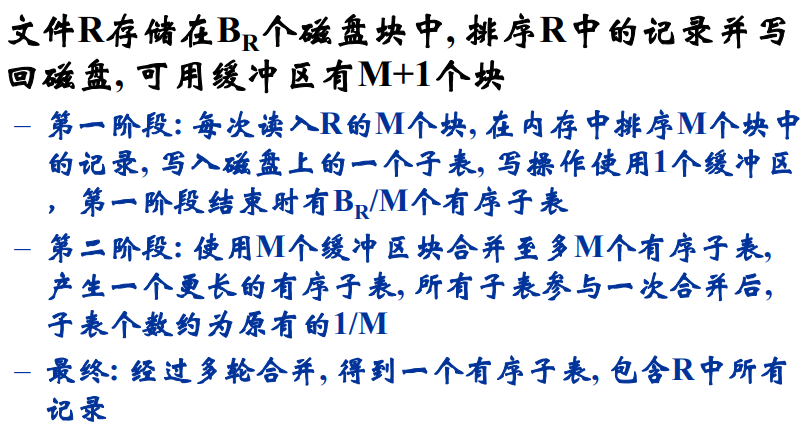 文件R存储在BR个磁盘块中, 排序R中的记录并写
回磁盘, 可用缓冲区有M+1个块
– 第一阶段: 每次读入R的M个块, 在内存中排序M个块中
的记录, 写入磁盘上的一个子表, 写操作使用1个缓冲区
, 第一阶段结束时有BR/M个有序子表
– 第二阶段: 使用M个缓冲区块合并至多M个有序子表,
产生一个更长的有序子表, 所有子表参与一次合并后,
子表个数约为原有的1/M
– 最终: 经过多轮合并, 得到一个有序子表, 包含R中所有
记录